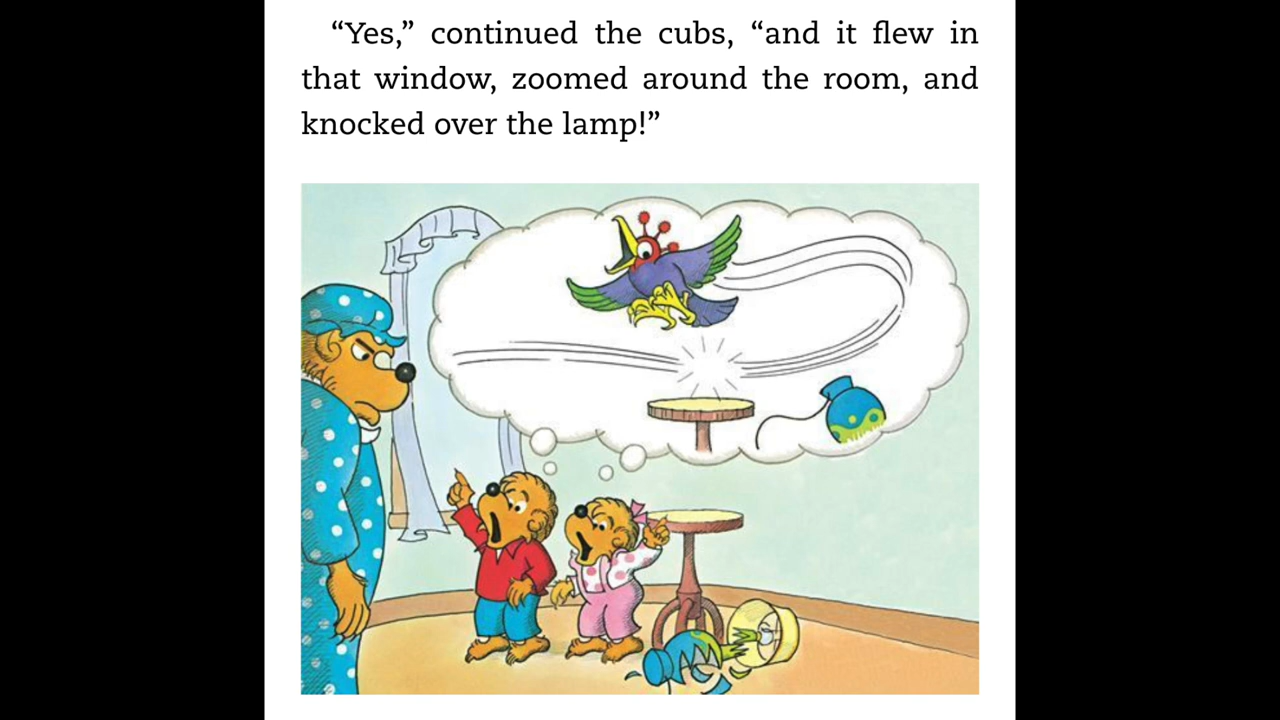 “Yes,” continued the cubs, “and it flew in
that window, zoomed around the room, and
knocked over the lamp!”